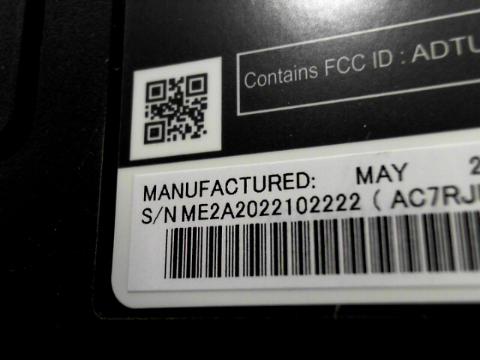 Contains FCC ID : ADTU
MANUFACTURED: MAY 2
S/N ME2A2022102222 ( AC7RJ